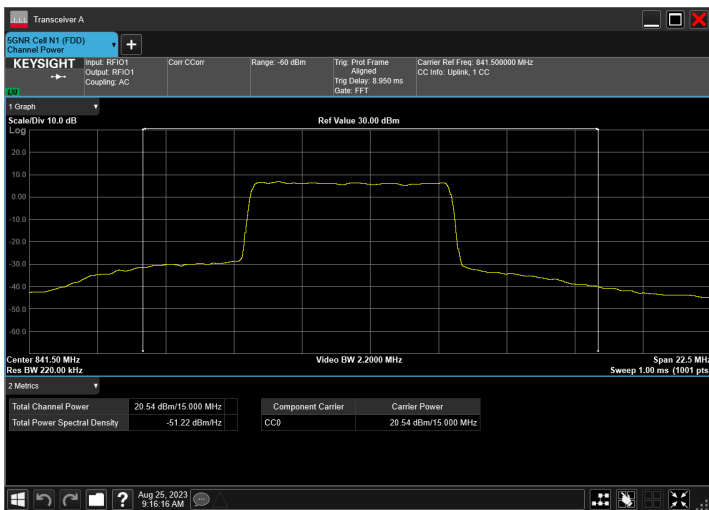 Transceiver A
5GNR Cell N1 (FDD)
Channel Power
KEYSIGHT
LXI
Input: RFIO1
Output: RFIO1
Coupling: AC
Corr CCorr
Range: -60 dBm
Trig: Prot Frame
Aligned
Trig Delay: 8.950 ms
Gate: FFT
Carrier Ref Freq: 841.500000 MHz
CC Info: Uplink, 1 CC
1 Graph
Scale/Div 10.0 dB
Ref Value 30.00 dBm
Log
20.0
10.0
0.00
-10.0
-20.0
-30.0
-40.0
-50.0
-60.0
Center 841.50 MHz
Video BW 2.2000 MHz
Span 22.5 MHz
Res BW 220.00 kHz
Sweep 1.00 ms (1001 pts
2 Metrics
Total Channel Power 20.54 dBm/15.000 MHz
Total Power Spectral Density -51.22 dBm/Hz
Component Carrier Carrier Power
CC0 20.54 dBm/15.000 MHz
?
Aug 25, 2023
9:16:16 AM